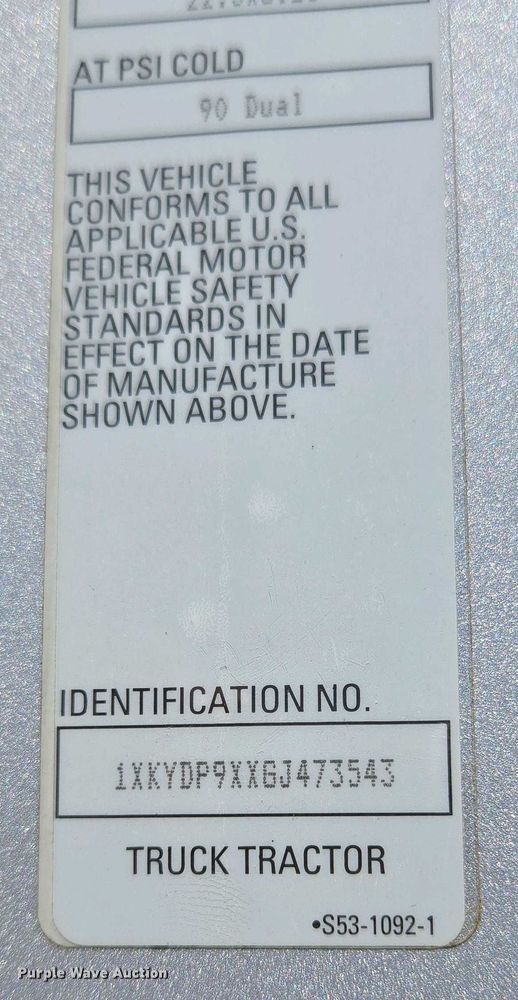 AT PSI COLD
90 Dual
THIS VEHICLE
CONFORMS TO ALL
APPLICABLE U.S.
FEDERAL MOTOR
VEHICLE SAFETY
STANDARDS IN
EFFECT ON THE DATE
OF MANUFACTURE
SHOWN ABOVE.
IDENTIFICATION NO.
1XKYDP9XXGJ473543
TRUCK TRACTOR
•S53-1092-1
Purple Wave Auction